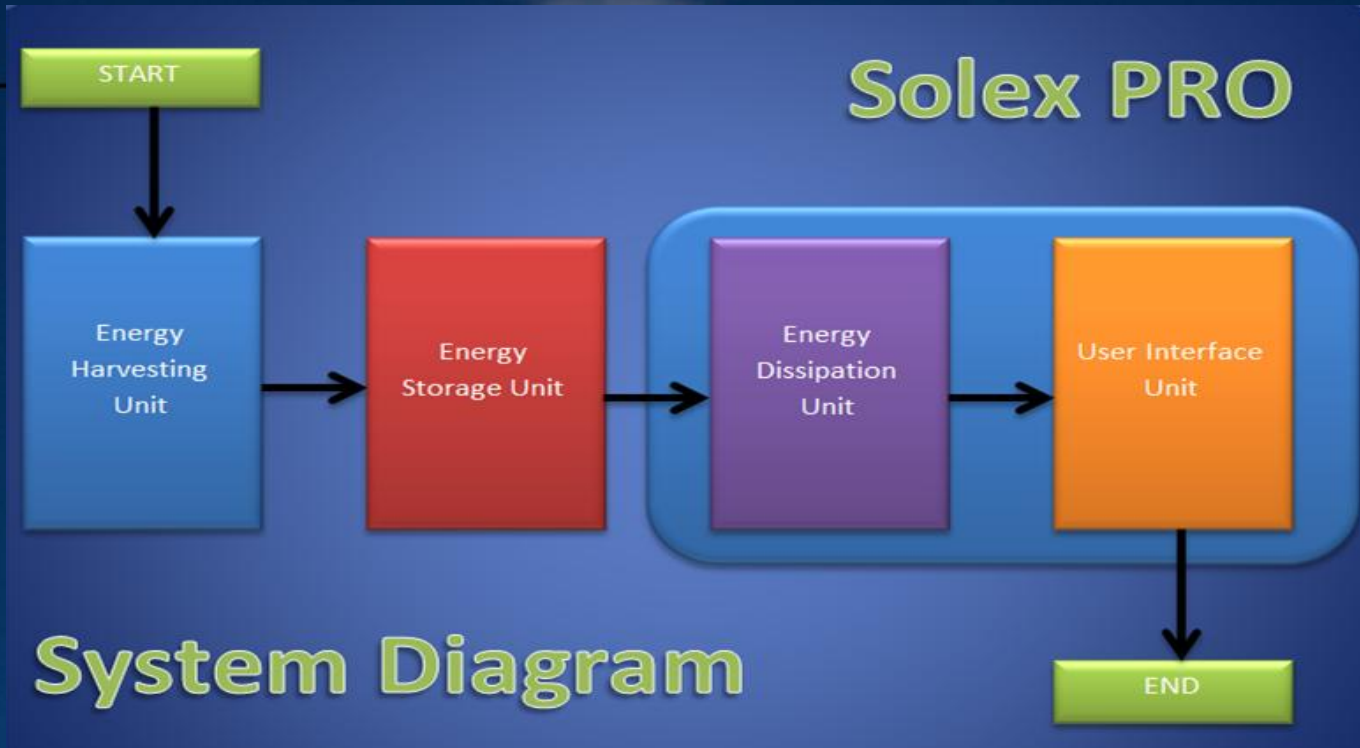 START
Solex PRO
Energy
Harvesting
Unit
Energy
Storage Unit
Energy
Dissipation
Unit
User Interface
Unit
System Diagram
END